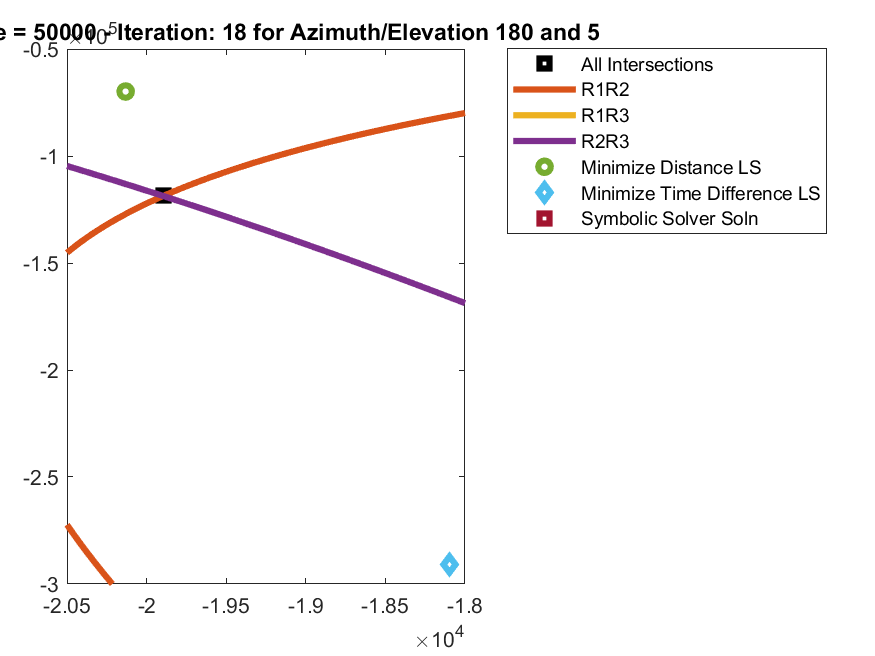 e = 50000 - Iteration: 18 for Azimuth/Elevation 180 and 5
×10^5
-0.5
-1
-1.5
-2
-2.5
-3
-2.05 -2 -1.95 -1.9 -1.85 -1.8
×10^4
All Intersections
R1R2
R1R3
R2R3
Minimize Distance LS
Minimize Time Difference LS
Symbolic Solver Soln